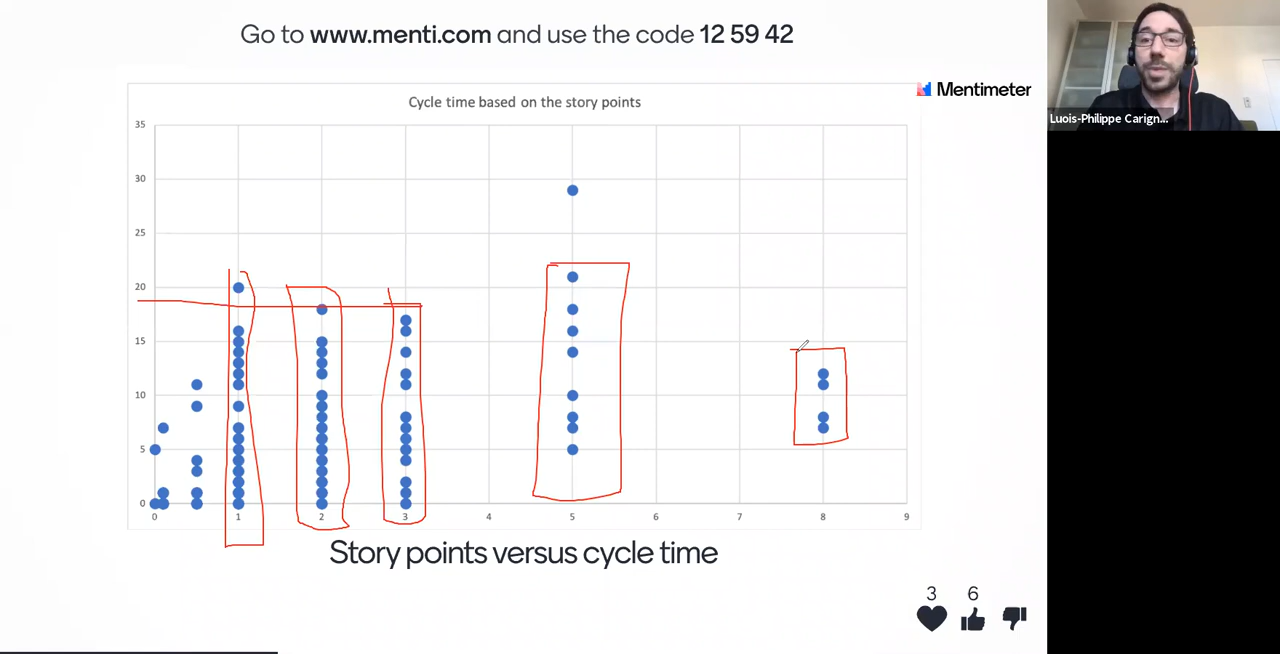 Go to www.menti.com and use the code 12 59 42
Mentimeter
Luois-Philippe Carign...
Cycle time based on the story points
35
30
25
20
15
10
5
0
0 1 2 3 4 5 6 7 8 9
Story points versus cycle time
3 6